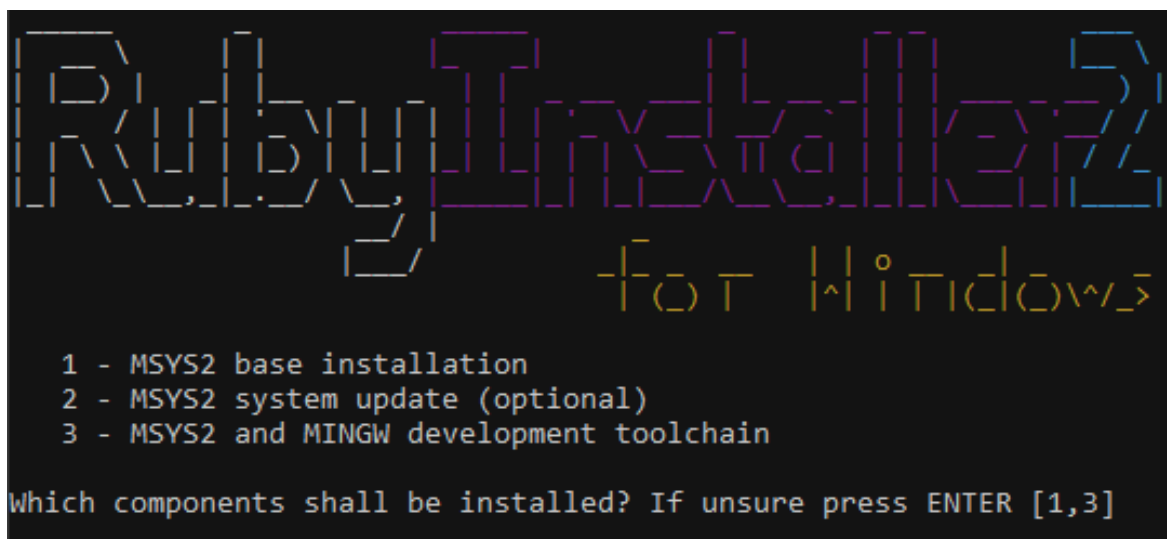 RubyInstaller2
for Windows
1 - MSYS2 base installation
2 - MSYS2 system update (optional)
3 - MSYS2 and MINGW development toolchain
Which components shall be installed? If unsure press ENTER [1,3]